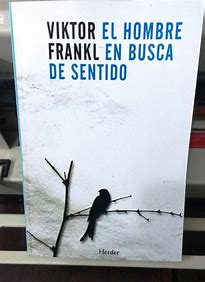 VIKTOR EL HOMBRE
FRANKL EN BUSCA
DE SENTIDO
Herder